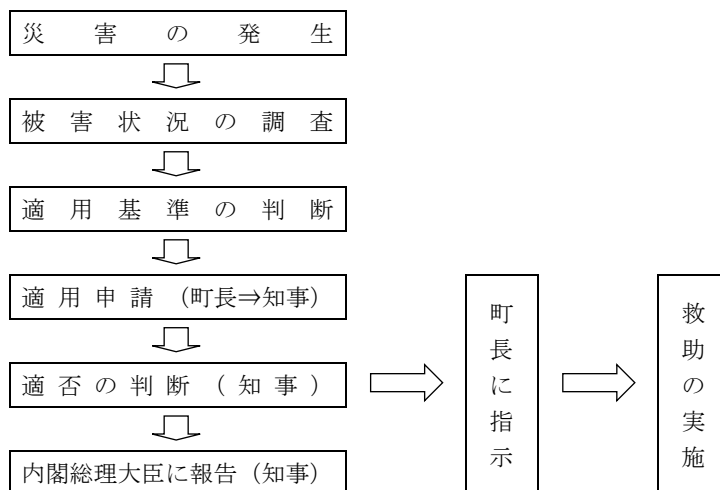 災害の発生
被害状況の調査
適用基準の判断
適用申請（町長⇒知事）
適否の判断（知事）
内閣総理大臣に報告（知事）
町長に指示
救助の実施